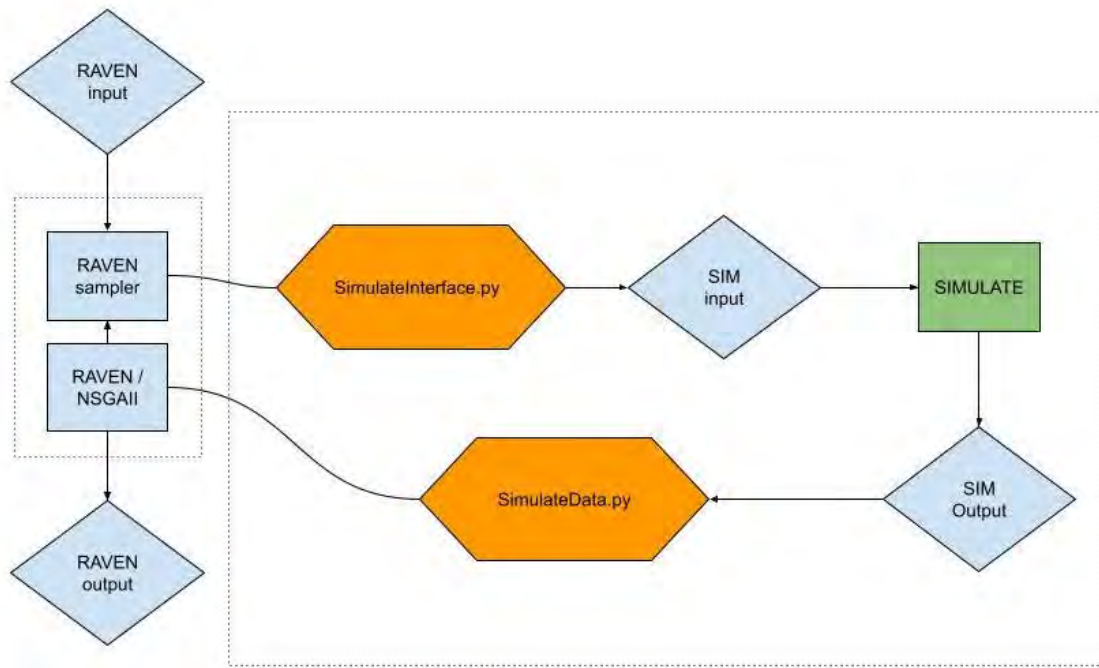 RAVEN
input
RAVEN
sampler
SimulateInterface.py
SIM
input
SIMULATE
RAVEN /
NSGAII
SimulateData.py
SIM
Output
RAVEN
output